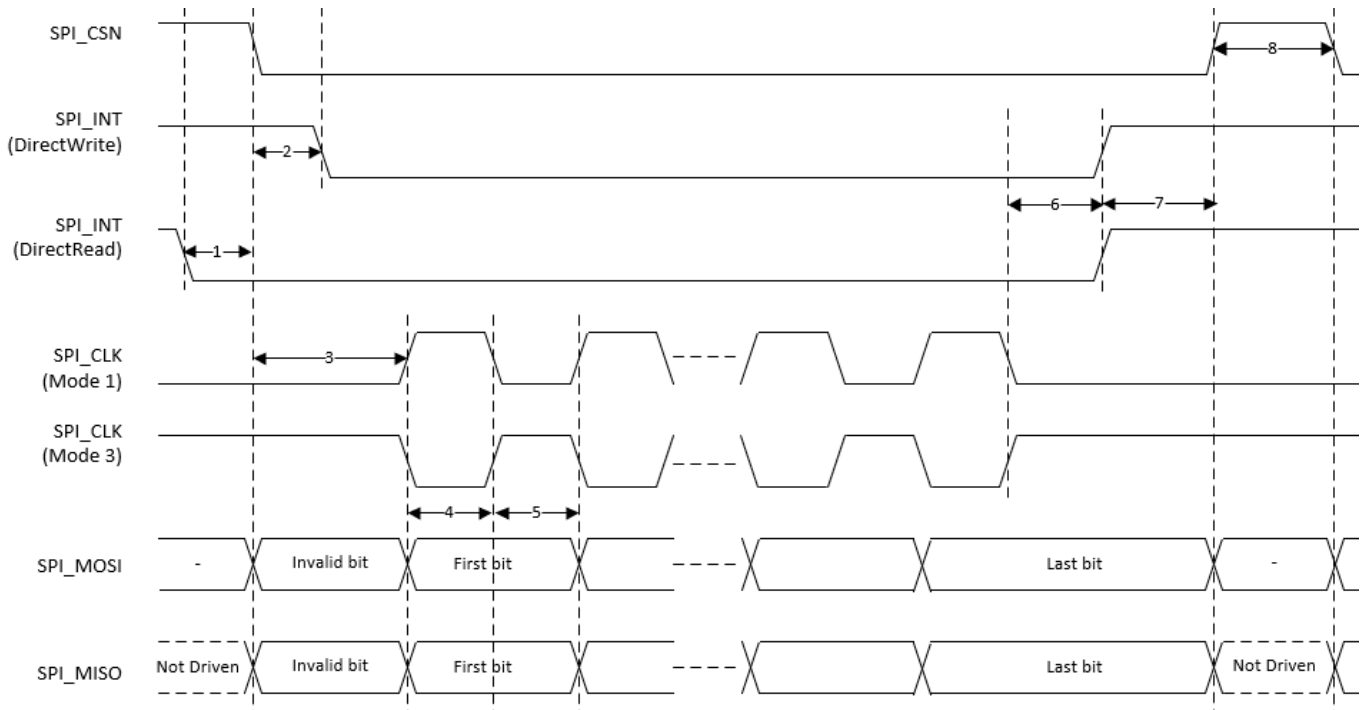 SPI_CSN
8
SPI_INT
(DirectWrite)
2
6
7
SPI_INT
(DirectRead)
1
SPI_CLK
(Mode 1)
3
SPI_CLK
(Mode 3)
4
5
SPI_MOSI
-
Invalid bit
First bit
Last bit
-
SPI_MISO
Not Driven
Invalid bit
First bit
Last bit
Not Driven